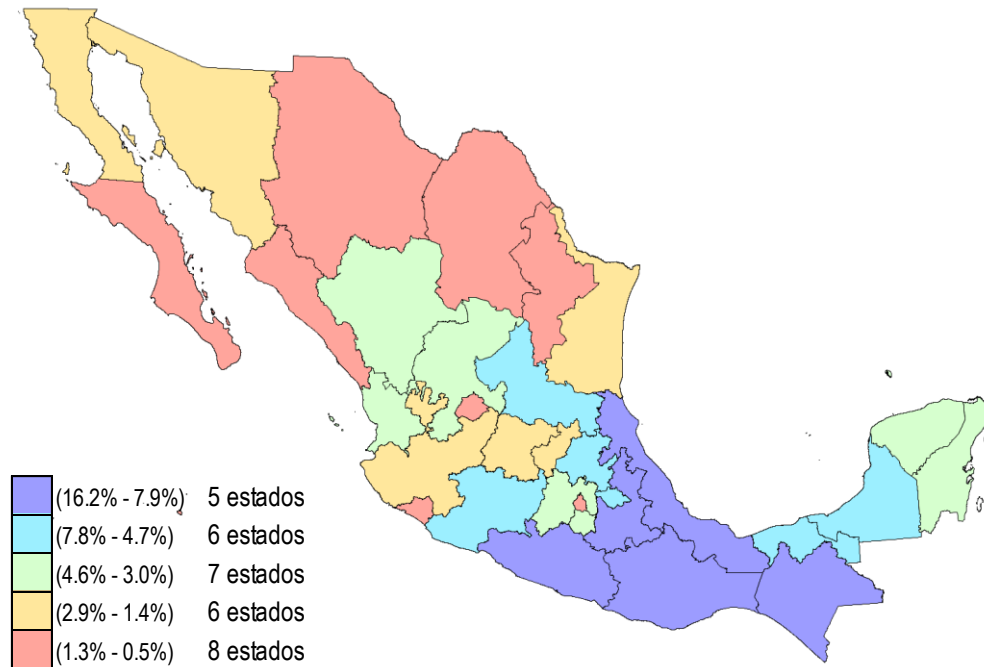 (16.2% - 7.9%) 5 estados
(7.8% - 4.7%) 6 estados
(4.6% - 3.0%) 7 estados
(2.9% - 1.4%) 6 estados
(1.3% - 0.5%) 8 estados